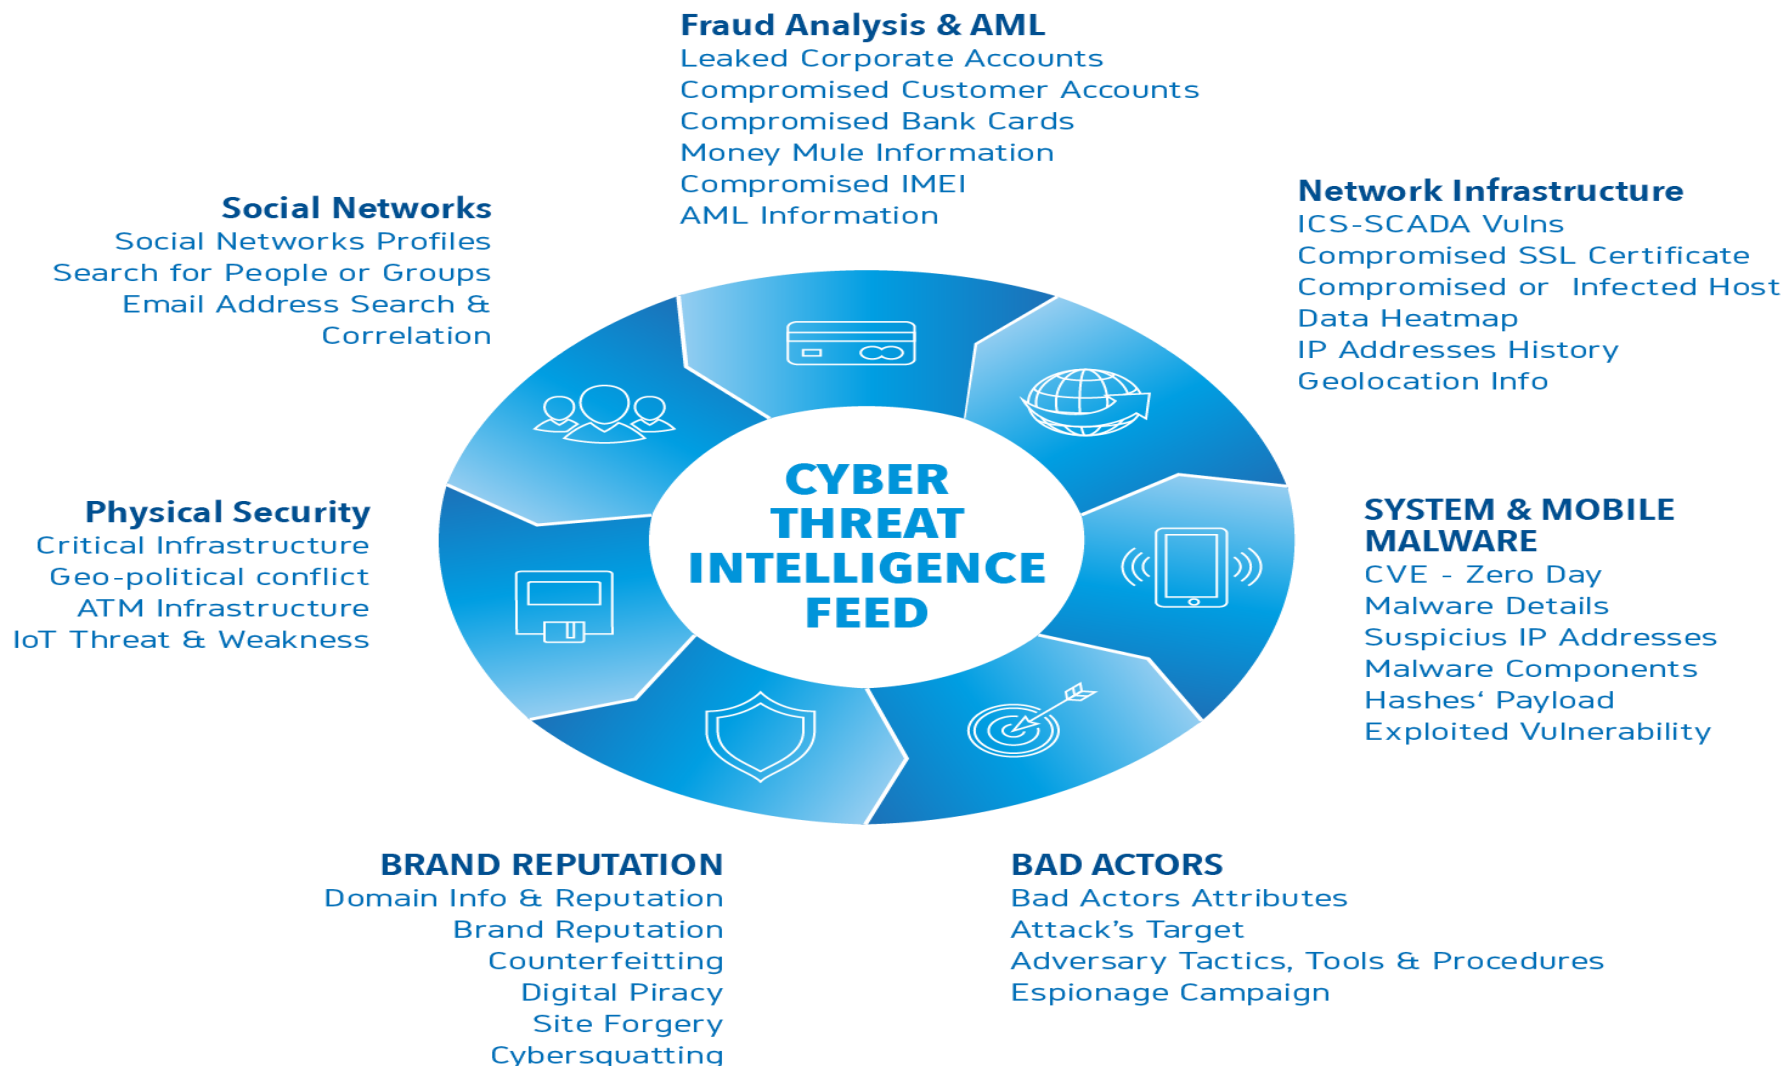 Fraud Analysis & AML
Leaked Corporate Accounts
Compromised Customer Accounts
Compromised Bank Cards
Money Mule Information
Compromised IMEI
AML Information
Network Infrastructure
ICS-SCADA Vulns
Compromised SSL Certificate
Compromised or  Infected Host
Data Heatmap
IP Addresses History
Geolocation Info
SYSTEM & MOBILE
MALWARE
CVE - Zero Day
Malware Details
Suspicius IP Addresses
Malware Components
Hashes‘ Payload
Exploited Vulnerability
BAD ACTORS
Bad Actors Attributes
Attack’s Target
Adversary Tactics, Tools & Procedures
Espionage Campaign
BRAND REPUTATION
Domain Info & Reputation
Brand Reputation
Counterfeitting
Digital Piracy
Site Forgery
Cybersquatting
Physical Security
Critical Infrastructure
Geo-political conflict
ATM Infrastructure
IoT Threat & Weakness
Social Networks
Social Networks Profiles
Search for People or Groups
Email Address Search &
Correlation
CYBER
THREAT
INTELLIGENCE
FEED